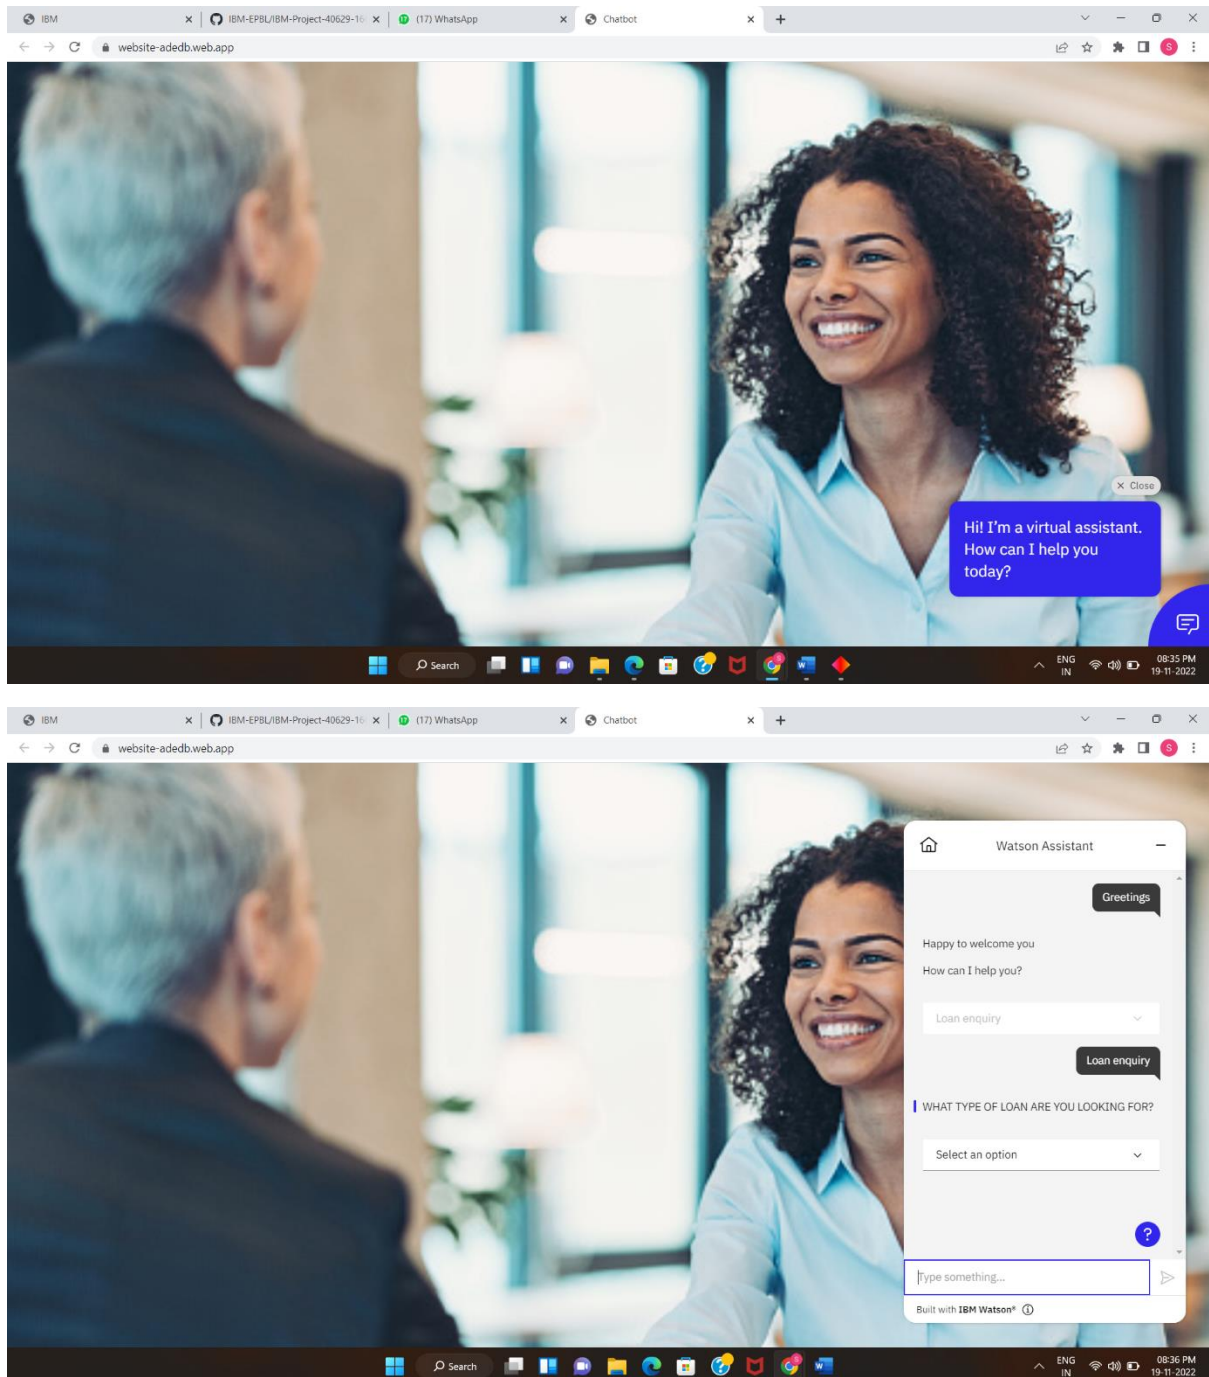 IBM
IBM-EPBL/IBM-Project-40629-16
(17) WhatsApp
Chatbot
website-adedb.web.app
S
Close
Hi! I'm a virtual assistant.
How can I help you
today?
Search
ENG
IN
08:35 PM
19-11-2022
IBM
IBM-EPBL/IBM-Project-40629-16
(17) WhatsApp
Chatbot
website-adedb.web.app
S
Watson Assistant
Greetings
Happy to welcome you
How can I help you?
Loan enquiry
Loan enquiry
WHAT TYPE OF LOAN ARE YOU LOOKING FOR?
Select an option
?
Type something...
Built with IBM Watson®
Search
ENG
IN
08:36 PM
19-11-2022